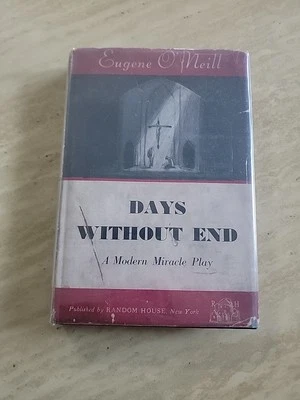 Eugene O'Neill
DAYS
WITHOUT END
A Modern Miracle Play
Published by RANDOM HOUSE New York